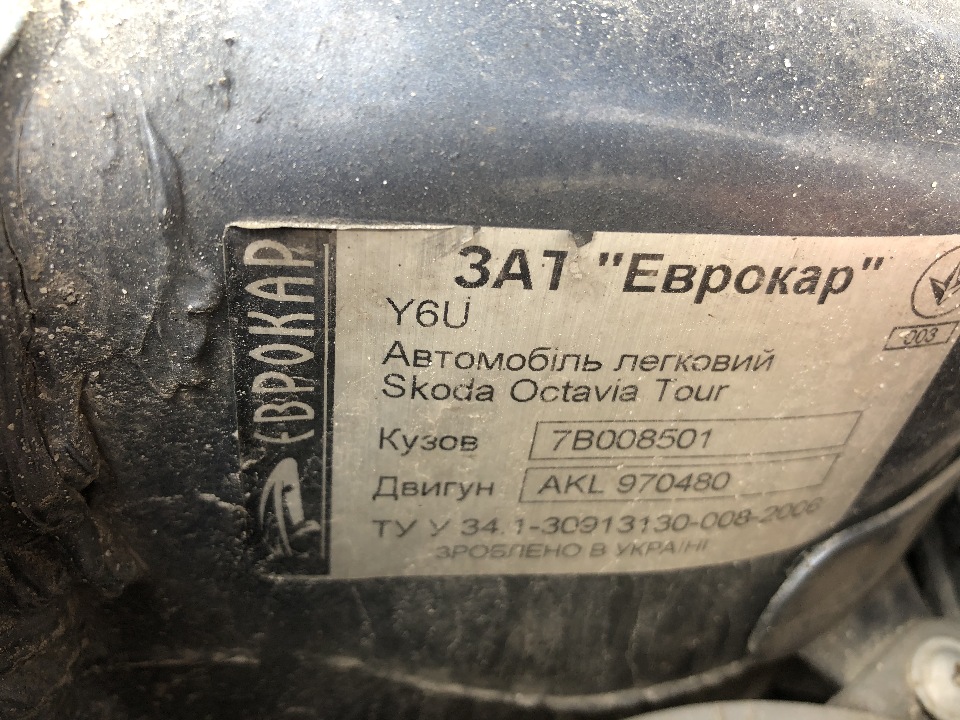 ЄВРОКАР
ЗАТ "Еврокар"
Y6U
003
Автомобіль легковий
Skoda Octavia Tour
Кузов 7B008501
Двигун AKL 970480
ТУ У 34.1-30913130-008-2006
ЗРОБЛЕНО В УКРАЇНІ